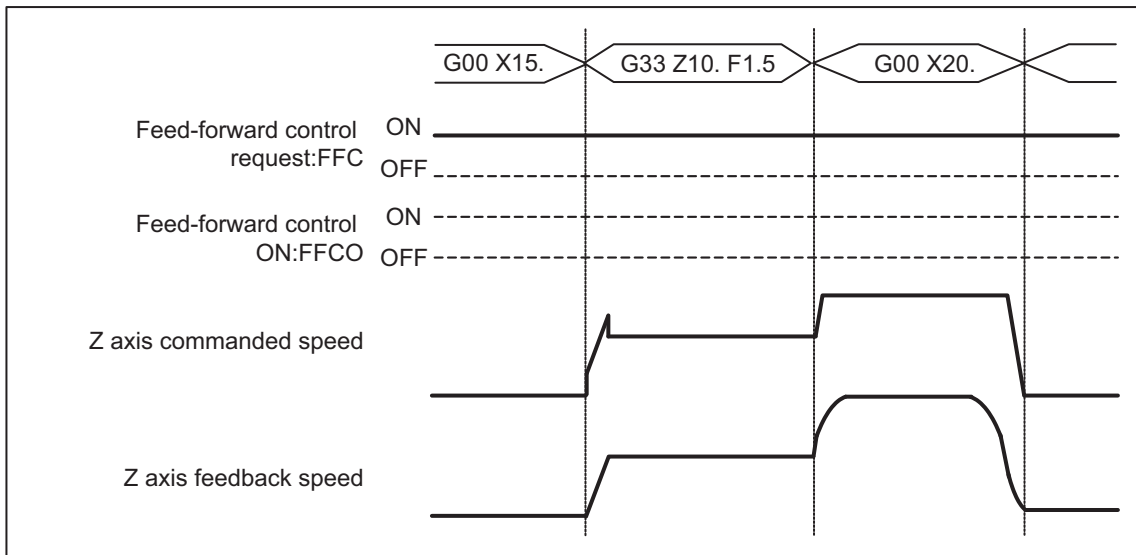 G00 X15.
G33 Z10. F1.5
G00 X20.
Feed-forward control
request:FFC
ON
OFF
Feed-forward control
ON:FFCO
ON
OFF
Z axis commanded speed
Z axis feedback speed